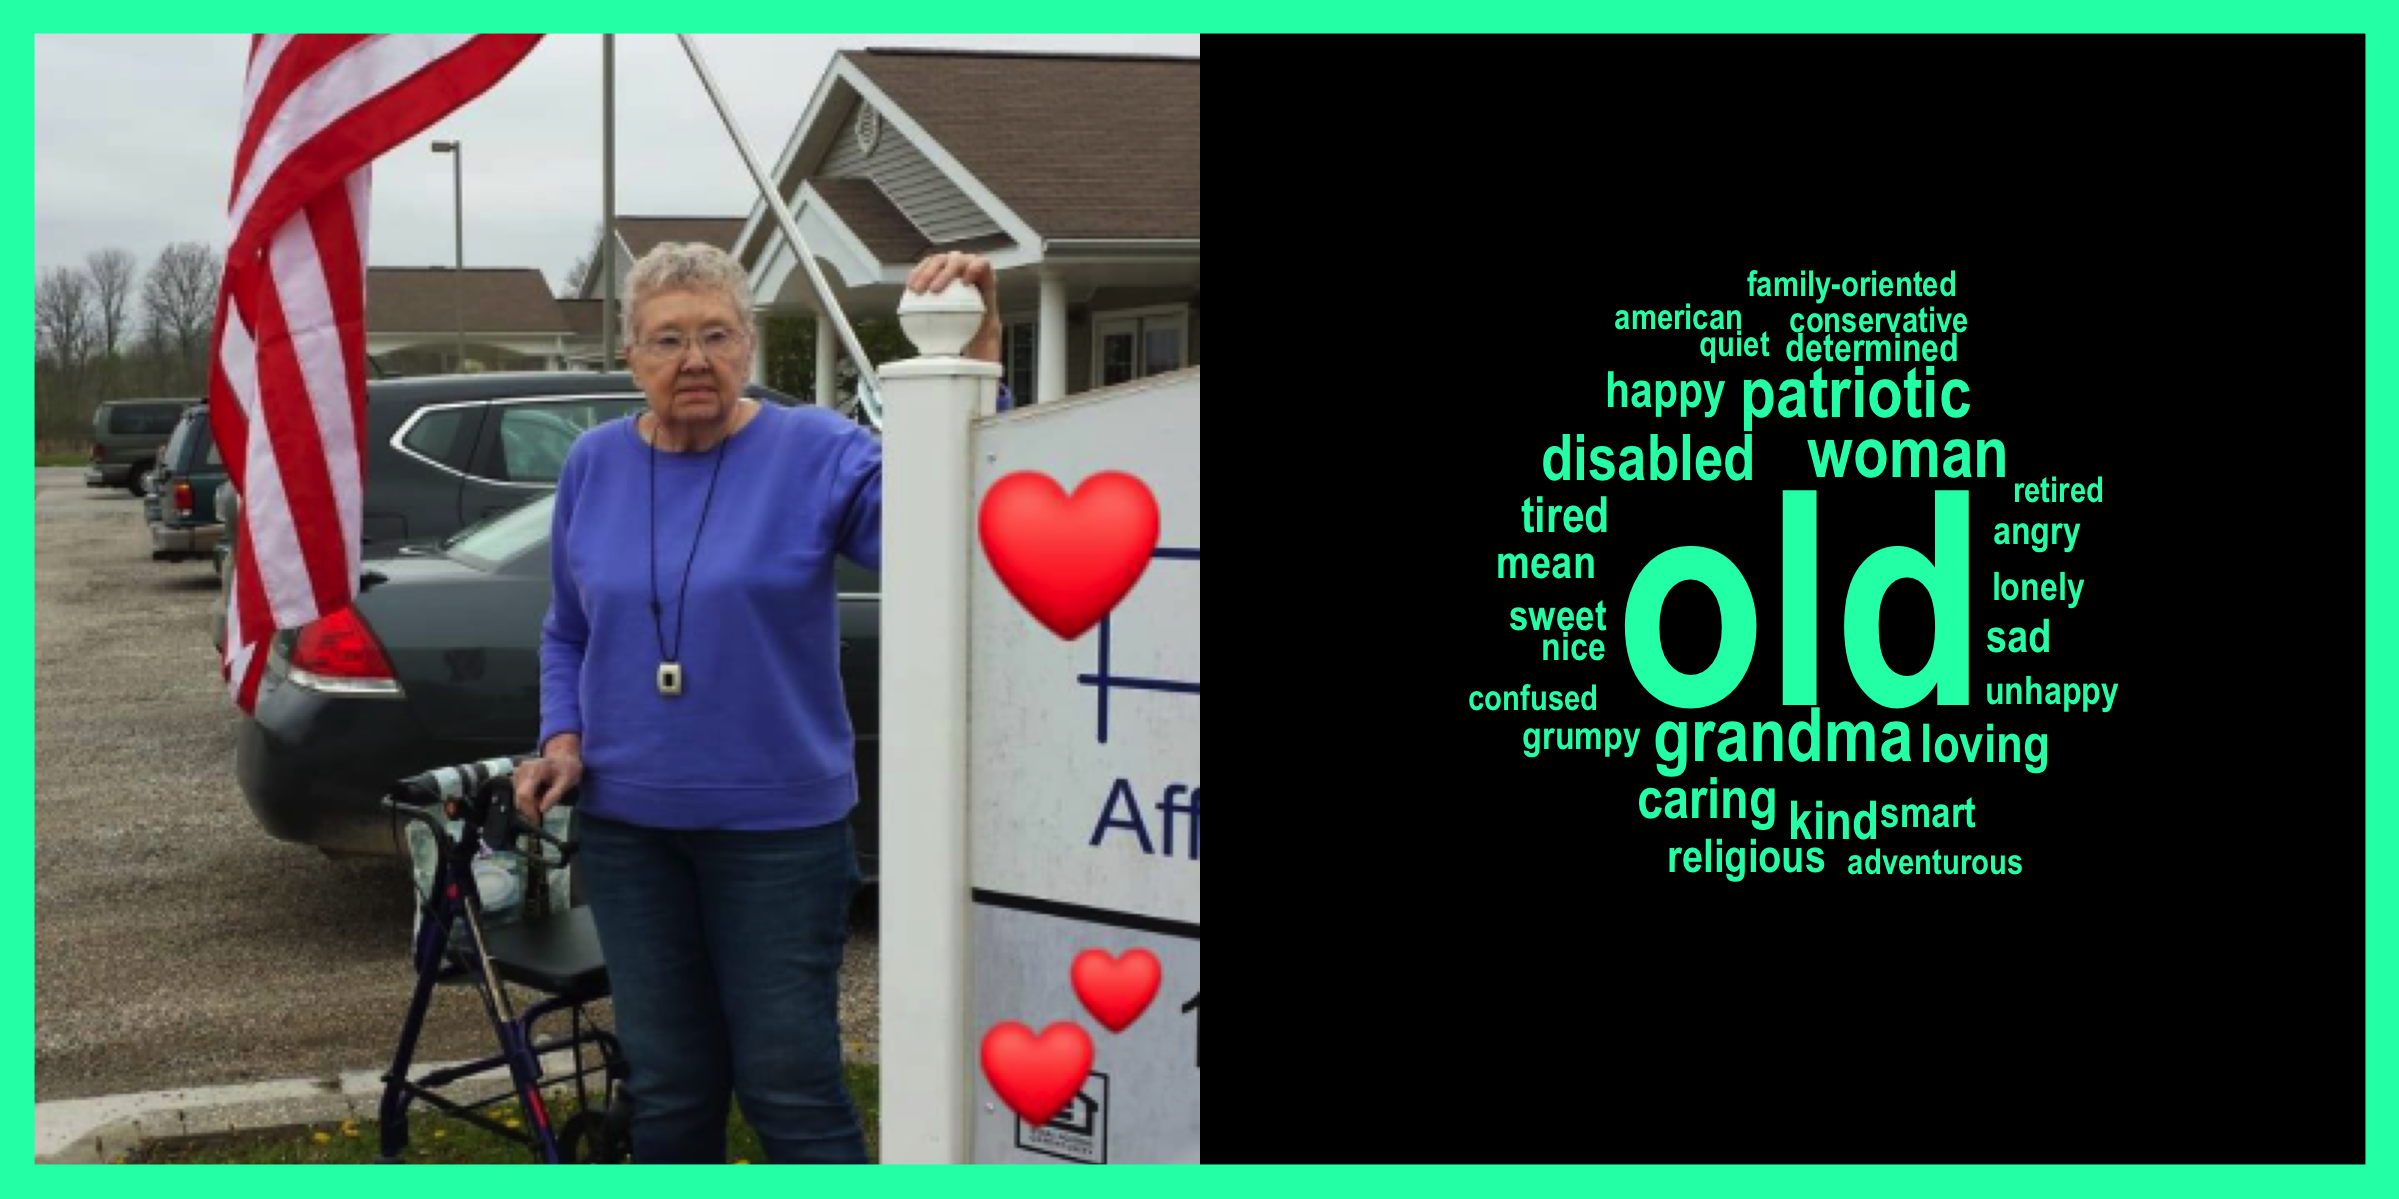 Aff
family-oriented
american conservative
quiet determined
happy patriotic
disabled woman
retired
tired angry
mean
old
lonely
sweet
sad
nice
confused unhappy
grumpy grandma loving
caring kind smart
religious adventurous